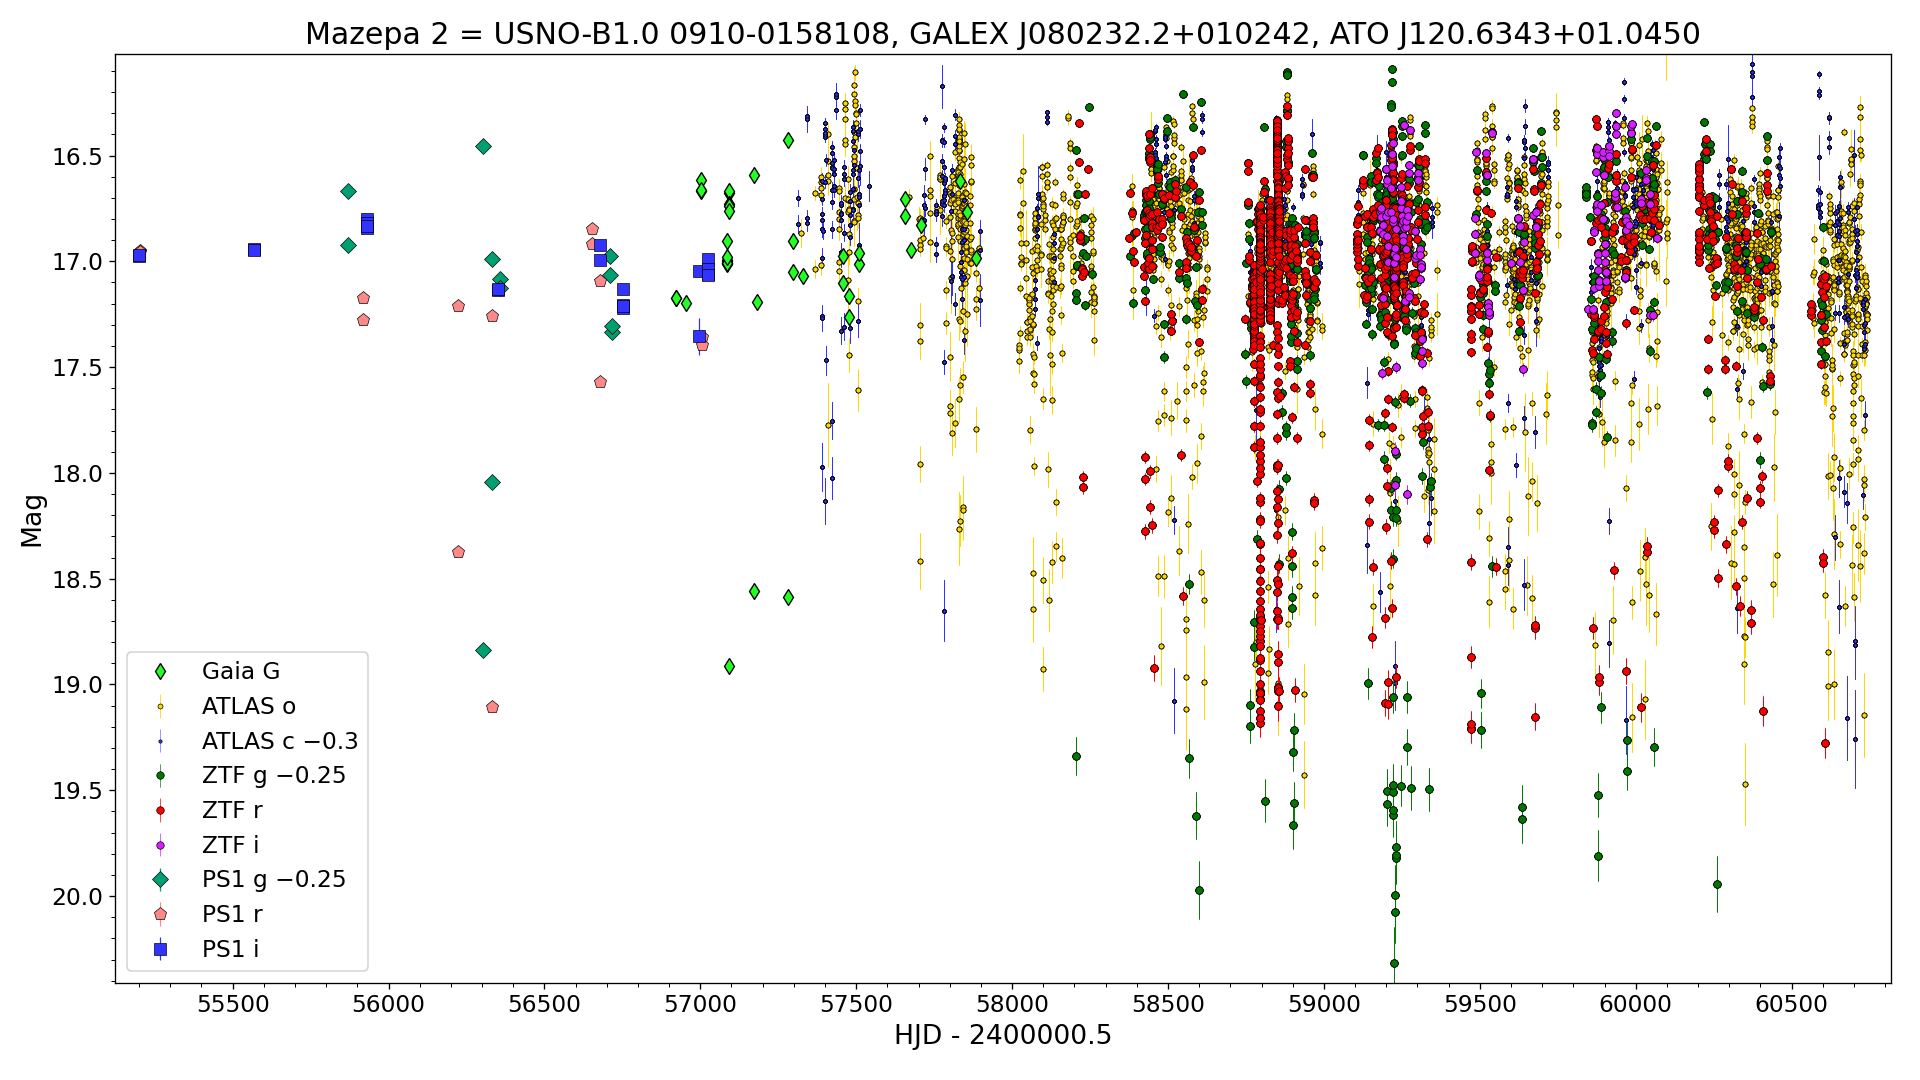 Mazepa 2 = USNO-B1.0 0910-0158108, GALEX J080232.2+010242, ATO J120.6343+01.0450
16.5
17.0
17.5
18.0
18.5
19.0
19.5
20.0
Mag
Gaia G
ATLAS o
ATLAS c −0.3
ZTF g −0.25
ZTF r
ZTF i
PS1 g −0.25
PS1 r
PS1 i
55500 56000 56500 57000 57500 58000 58500 59000 59500 60000 60500
HJD - 2400000.5